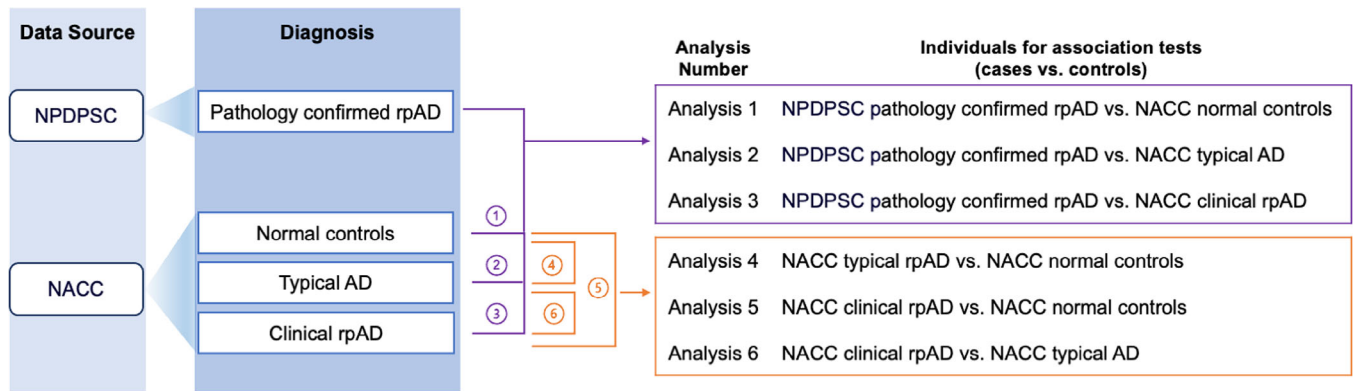 Data Source
Diagnosis
Analysis Number
Individuals for association tests
(cases vs. controls)
NPDPSC
Pathology confirmed rpAD
Analysis 1 NPDPSC pathology confirmed rpAD vs. NACC normal controls
Analysis 2 NPDPSC pathology confirmed rpAD vs. NACC typical AD
Analysis 3 NPDPSC pathology confirmed rpAD vs. NACC clinical rpAD
NACC
Normal controls
Typical AD
Clinical rpAD
①
②
③
④
⑤
⑥
Analysis 4 NACC typical rpAD vs. NACC normal controls
Analysis 5 NACC clinical rpAD vs. NACC normal controls
Analysis 6 NACC clinical rpAD vs. NACC typical AD